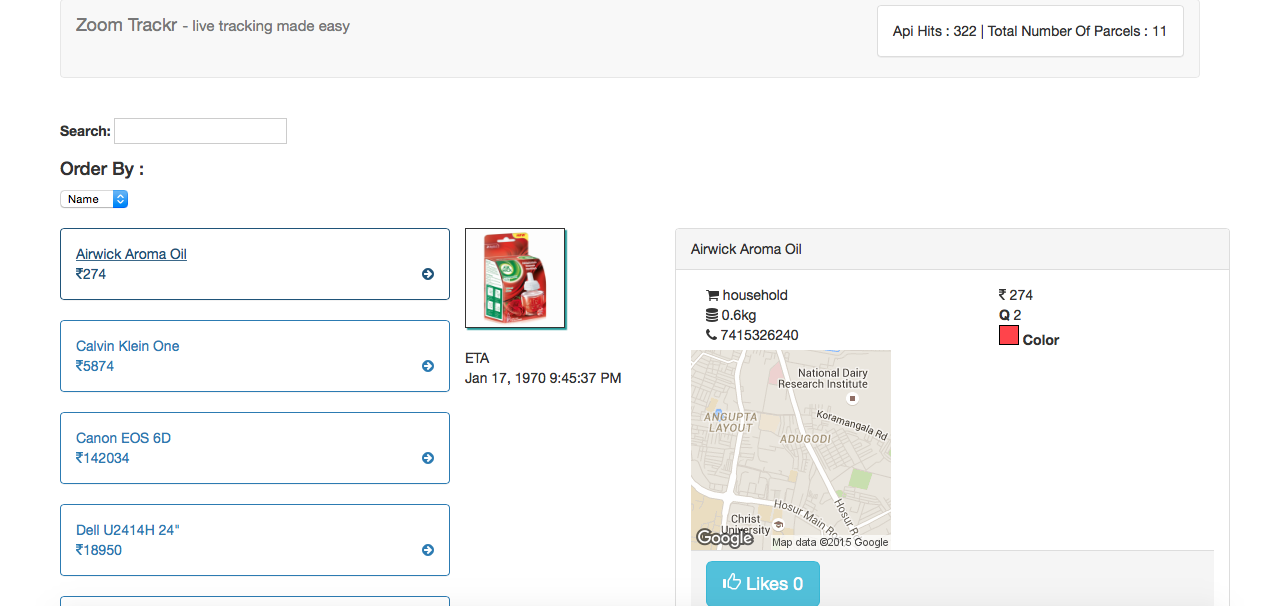 Zoom Trackr - live tracking made easy
Api Hits : 322 | Total Number Of Parcels : 11
Search:
Order By :
Name
Airwick Aroma Oil
₹274
Calvin Klein One
₹5874
Canon EOS 6D
₹142034
Dell U2414H 24"
₹18950
ETA
Jan 17, 1970 9:45:37 PM
Airwick Aroma Oil
household
0.6kg
7415326240
₹ 274
Q 2
Color
National Dairy
Research Institute
Koramangala Rd
ANGUPTA
LAYOUT
ADUGODI
Hosur Main Ro
Hosur R
Christ
University
Google
Map data ©2015 Google
Likes 0